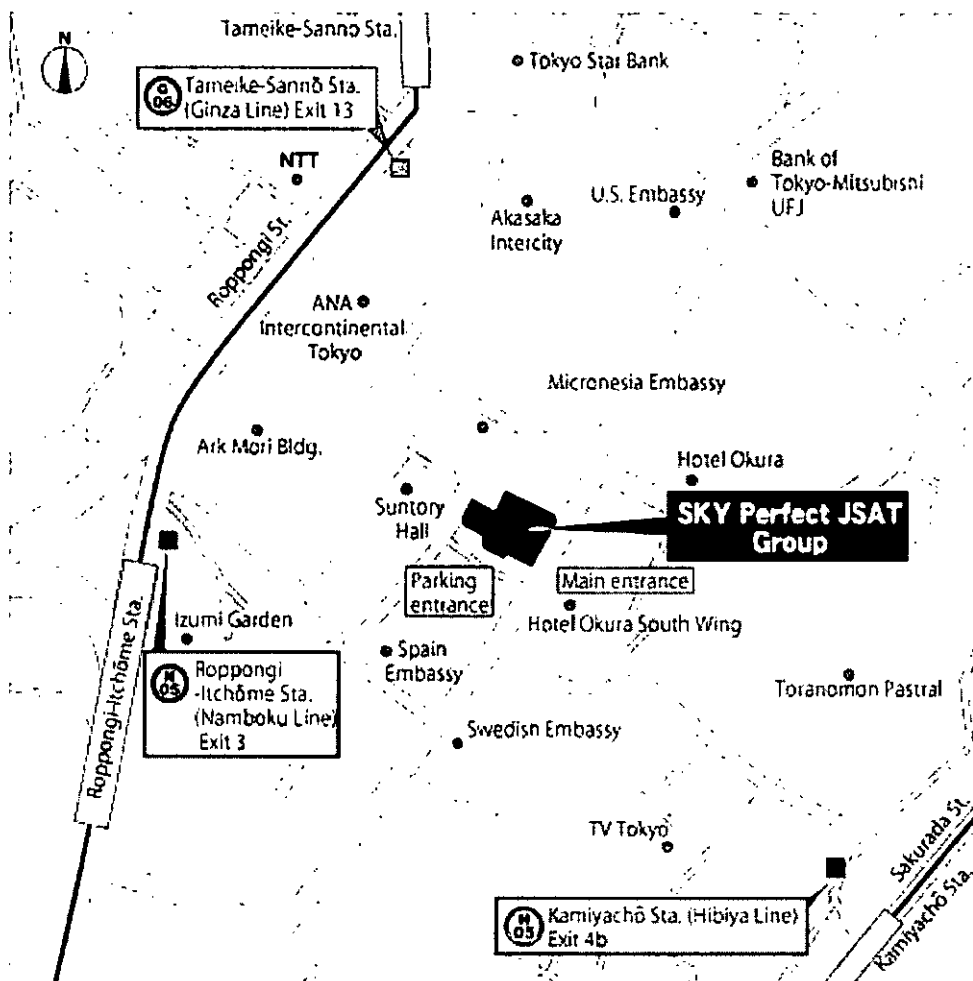 N
Tameike-Sanno Sta.
Tokyo Star Bank
G
06
Tameike-Sannō Sta.
(Ginza Line) Exit 13
NTT
Bank of
Tokyo-Mitsubishi
UFJ
U.S. Embassy
Akasaka
Intercity
Roppongi St.
ANA
Intercontinental
Tokyo
Micronesia Embassy
Ark Mori Bldg.
Hotel Okura
Suntory
Hall
SKY Perfect JSAT
Group
Parking
entrance
Main entrance
Izumi Garden
Hotel Okura South Wing
Spain
Embassy
Roppongi-Itchōme Sta.
N
05
Roppongi
-Itchōme Sta.
(Namboku Line)
Exit 3
Toranomon Pastral
Swedish Embassy
TV Tokyo
Sakurada St.
Kamiyachō Sta.
H
05
Kamiyachō Sta. (Hibiya Line)
Exit 4b